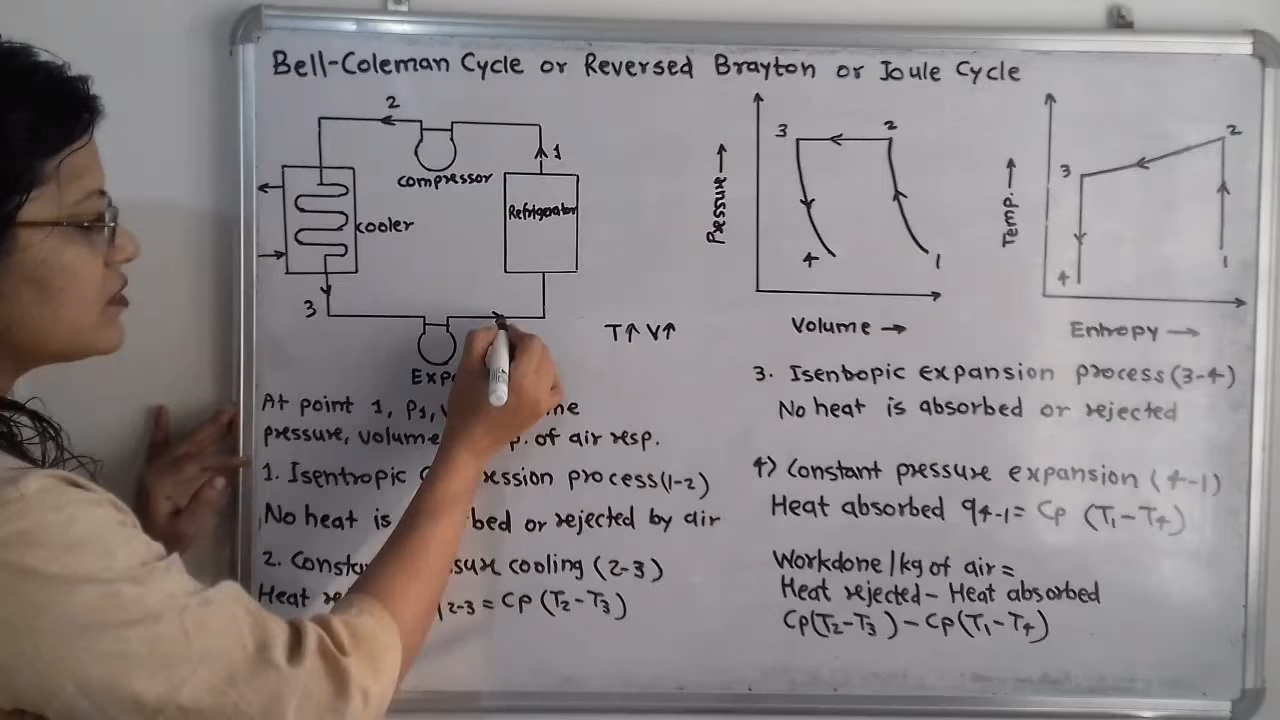 Bell-Coleman Cycle or Reversed Brayton or Joule Cycle
2
1
compressor
Refrigerator
cooler
3
T↑ V↑
Pressure →
3
2
4
1
Volume →
Temp. →
2
3
4
1
Entropy →
At point 1, P1,
pressure, volume of air resp.
1. Isentropic process (1-2)
No heat is or rejected by air
2. cooling (2-3)
Heat 2-3 = Cp (T2-T3)
3. Isentropic expansion process (3-4)
No heat is absorbed or rejected
4) Constant pressure expansion (4-1)
Heat absorbed q4-1 = Cp (T1-T4)
Workdone/kg of air =
Heat rejected - Heat absorbed
Cp(T2-T3) - Cp(T1-T4)